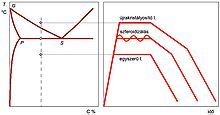 T
°C
G
P
S
C %
újrakristályosító l.
szferoidizálás
egyszerű l.
T
°C
idő